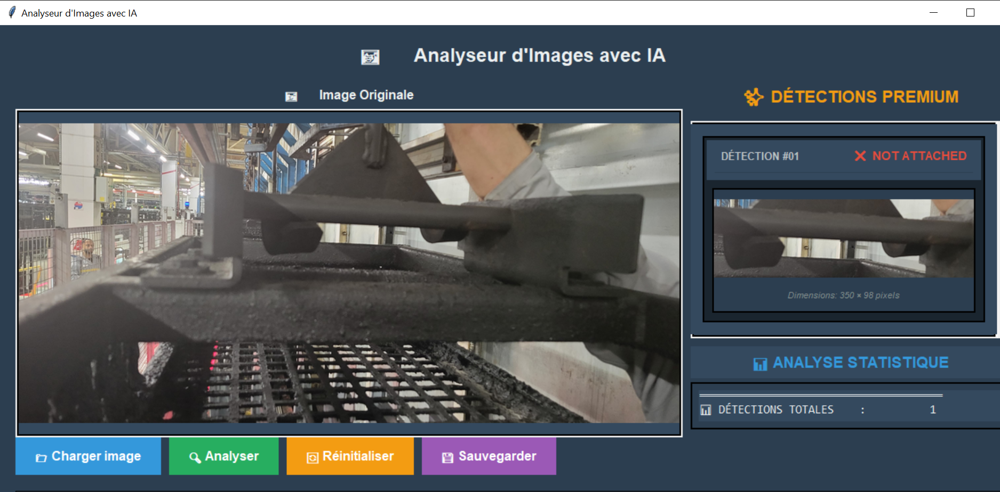 Analyseur d'Images avec IA
Analyseur d'Images avec IA
Image Originale
DÉTECTIONS PREMIUM
DÉTECTION #01
NOT ATTACHED
Dimensions: 350 × 98 pixels
ANALYSE STATISTIQUE
DÉTECTIONS TOTALES : 1
Charger image
Analyser
Réinitialiser
Sauvegarder